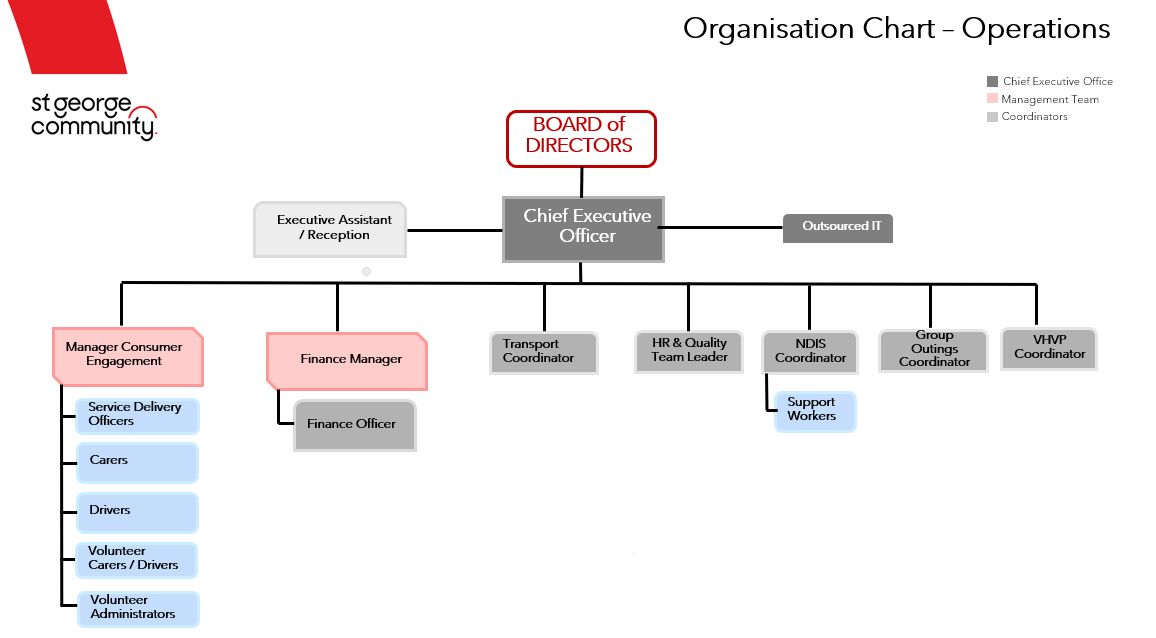 Organisation Chart – Operations
Chief Executive Office
Management Team
Coordinators
st george
community.
BOARD of
DIRECTORS
Executive Assistant
/ Reception
Chief Executive
Officer
Outsourced IT
Manager Consumer
Engagement
Finance Manager
Transport
Coordinator
HR & Quality
Team Leader
NDIS
Coordinator
Group
Outings
Coordinator
VHVP
Coordinator
Service Delivery
Officers
Carers
Drivers
Volunteer
Carers / Drivers
Volunteer
Administrators
Finance Officer
Support
Workers